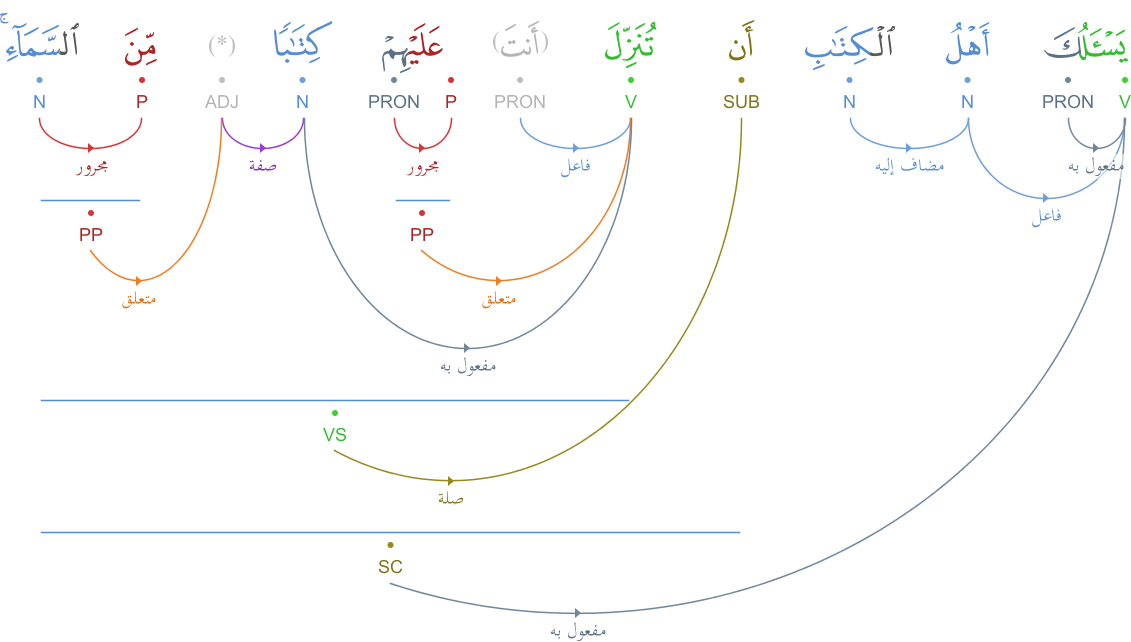 يَسْـَٔلُكَ أَهْلُ ٱلْكِتَـٰبِ أَن تُنَزِّلَ (أَنتَ) عَلَيْهِمْ كِتَـٰبًا (*) مِّنَ ٱلسَّمَآءِ ۚ
V PRON N N SUB V PRON P PRON N ADJ P N
مفعول به مضاف إليه فاعل مجرور صفة مجرور
فاعل
PP PP
متعلق متعلق
مفعول به
VS
صلة
SC
مفعول به